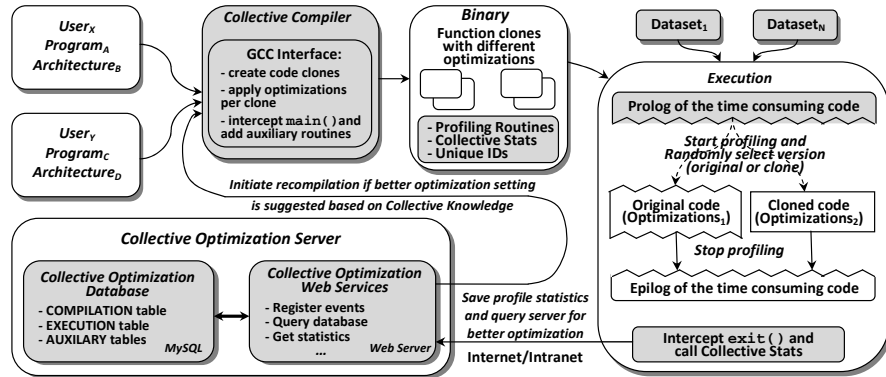 User_X
Program_A
Architecture_B
User_Y
Program_C
Architecture_D
Collective Compiler
GCC Interface:
- create code clones
- apply optimizations
per clone
- intercept main() and
add auxiliary routines
Binary
Function clones
with different
optimizations
- Profiling Routines
- Collective Stats
- Unique IDs
Dataset_1
Dataset_N
Execution
Prolog of the time consuming code
Start profiling and
Randomly select version
(original or clone)
Original code
(Optimizations_1)
Cloned code
(Optimizations_2)
Stop profiling
Epilog of the time consuming code
Intercept exit() and
call Collective Stats
Initiate recompilation if better optimization setting
is suggested based on Collective Knowledge
Collective Optimization Server
Collective Optimization
Database
- COMPILATION table
- EXECUTION table
- AUXILARY tables
MySQL
Collective Optimization
Web Services
- Register events
- Query database
- Get statistics
...
Web Server
Save profile statistics
and query server for
better optimization
Internet/Intranet